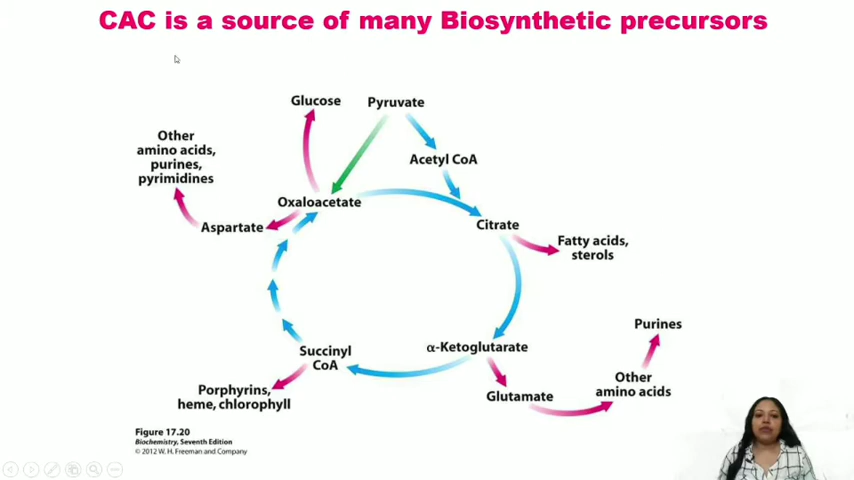 CAC is a source of many Biosynthetic precursors
Glucose
Pyruvate
Other
amino acids,
purines,
pyrimidines
Acetyl CoA
Oxaloacetate
Aspartate
Citrate
Fatty acids,
sterols
Purines
Succinyl
CoA
α-Ketoglutarate
Other
amino acids
Porphyrins,
heme, chlorophyll
Glutamate
Figure 17.20
Biochemistry, Seventh Edition
© 2012 W. H. Freeman and Company